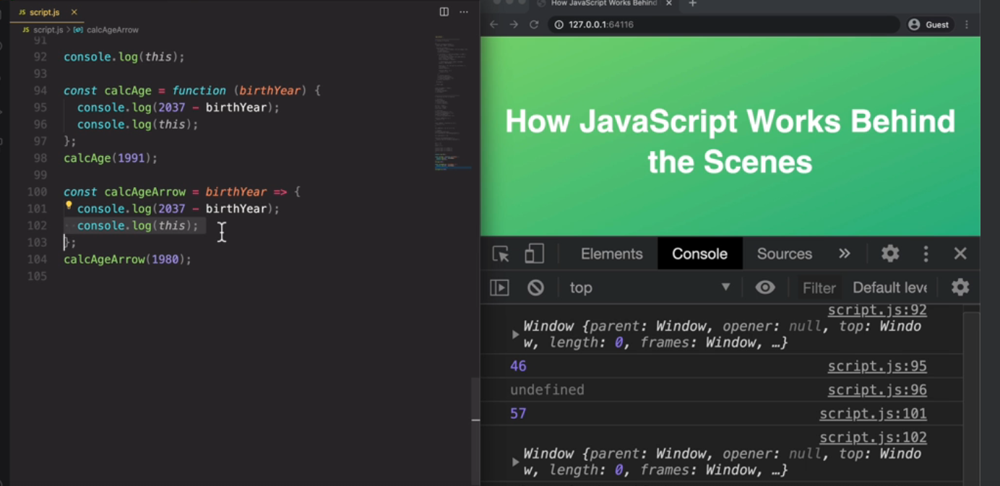 JS script.js ×
JS script.js > calcAgeArrow
91
92 console.log(this);
93
94 const calcAge = function (birthYear) {
95 console.log(2037 - birthYear);
96 console.log(this);
97 };
98 calcAge(1991);
99
100 const calcAgeArrow = birthYear => {
101 console.log(2037 - birthYear);
102 console.log(this);
103 };
104 calcAgeArrow(1980);
105
How JavaScript Works Behind × +
127.0.0.1:64116 Guest
How JavaScript Works Behind
the Scenes
Elements Console Sources »
top Filter Default leve
script.js:92
Window {parent: Window, opener: null, top: Windo
w, length: 0, frames: Window, …}
46 script.js:95
undefined script.js:96
57 script.js:101
script.js:102
Window {parent: Window, opener: null, top: Windo
w, length: 0, frames: Window, …}